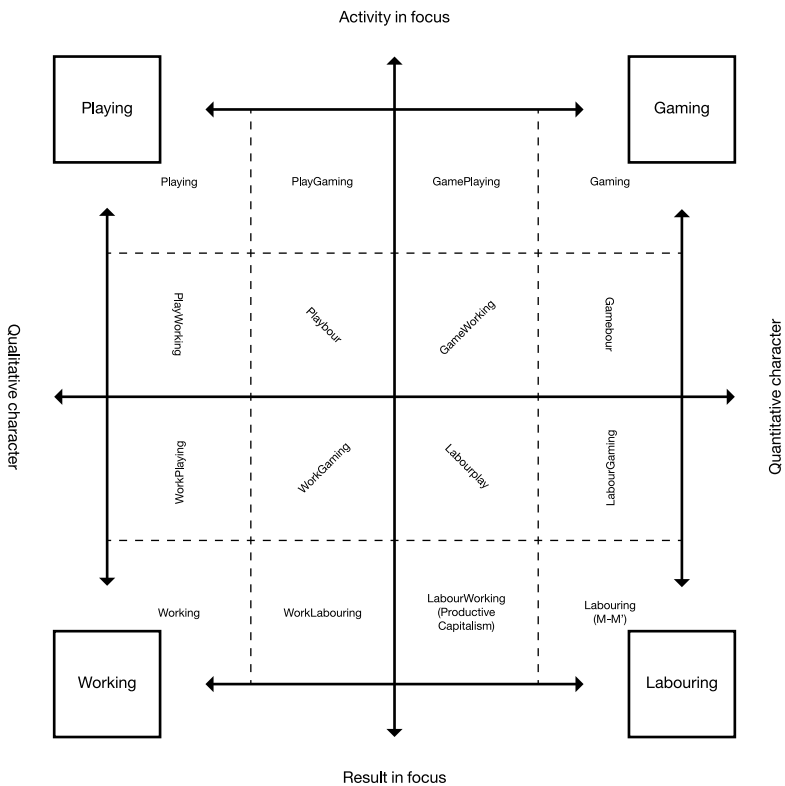 Activity in focus
Playing
Gaming
Playing
PlayGaming
GamePlaying
Gaming
PlayWorking
Playbour
GameWorking
Gamebour
Qualitative character
Quantitative character
WorkPlaying
WorkGaming
Labourplay
LabourGaming
Working
WorkLabouring
LabourWorking
(Productive
Capitalism)
Labouring
(M–M’)
Working
Labouring
Result in focus